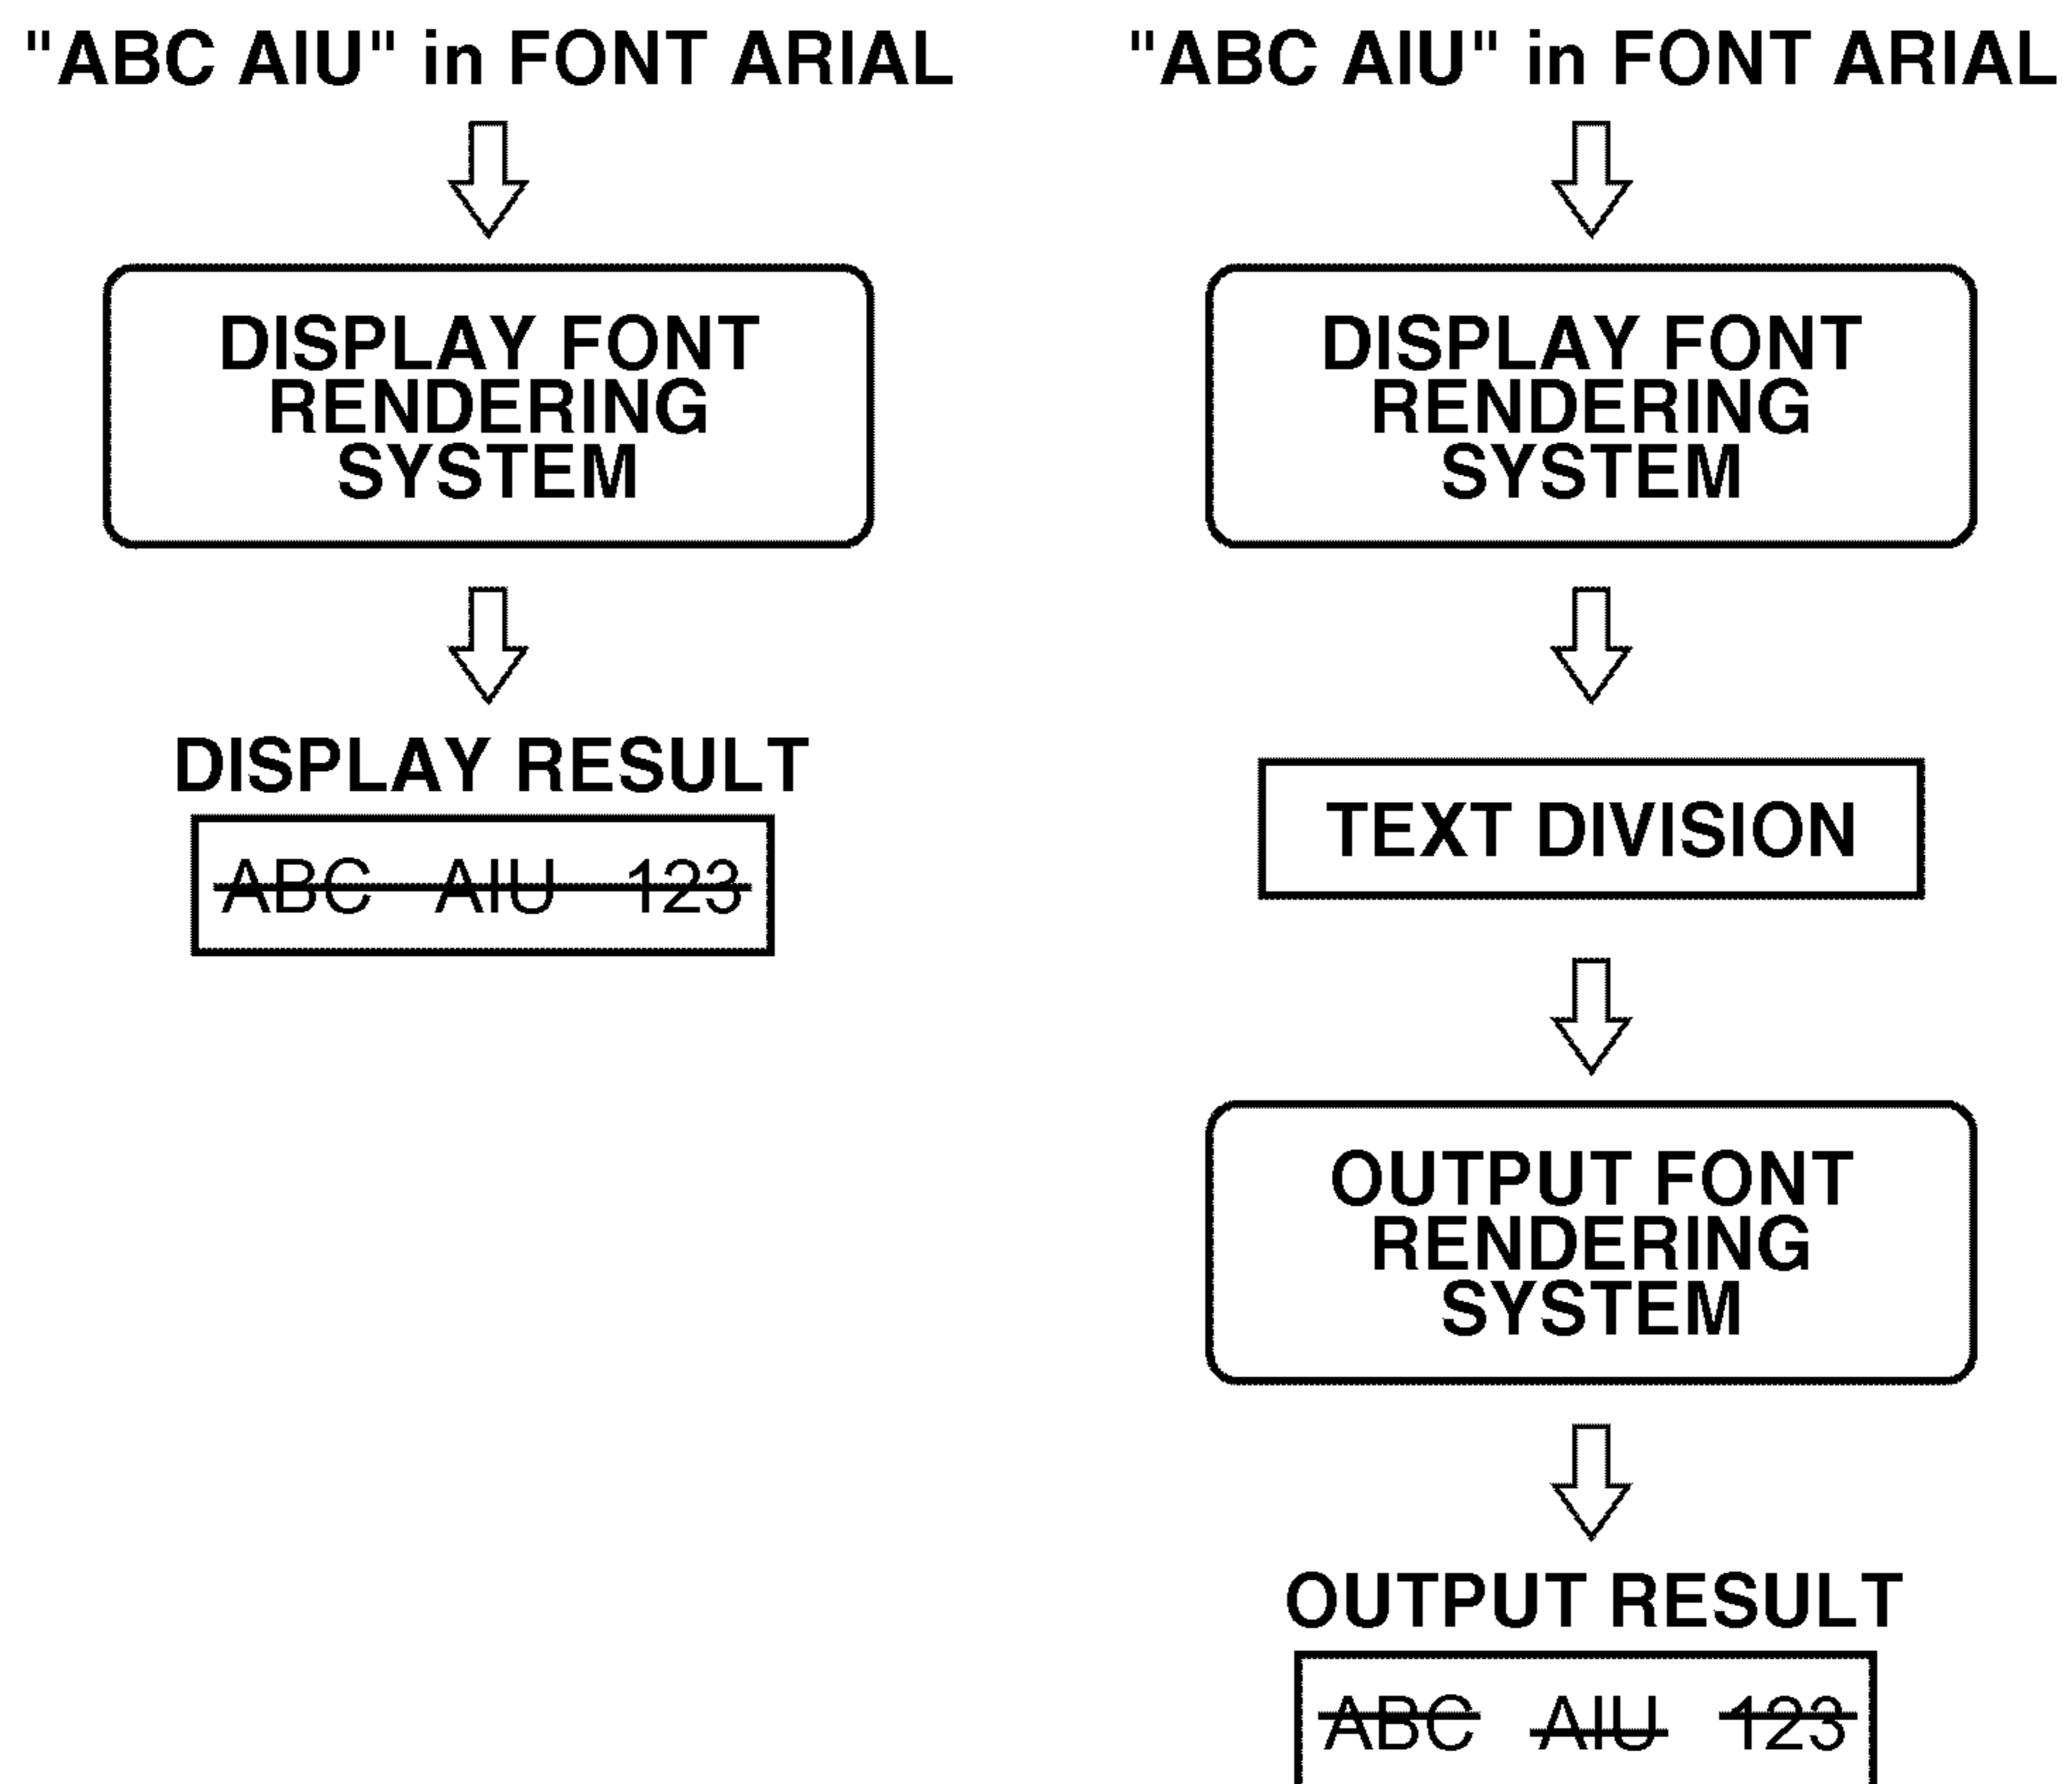 "ABC AIU" in FONT ARIAL
DISPLAY FONT
RENDERING
SYSTEM
DISPLAY RESULT
ABC AIU 123
"ABC AIU" in FONT ARIAL
DISPLAY FONT
RENDERING
SYSTEM
TEXT DIVISION
OUTPUT FONT
RENDERING
SYSTEM
OUTPUT RESULT
ABC AIU 123